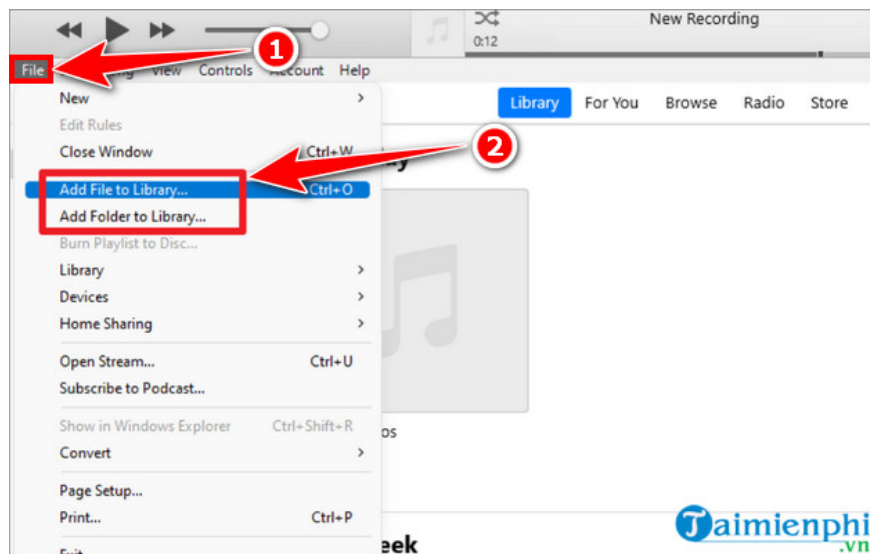 New Recording
0:12
1
File View Controls Account Help
New
Library For You Browse Radio Store
Edit Rules
Close Window Ctrl+W
2
Add File to Library... Ctrl+O
Add Folder to Library...
Burn Playlist to Disc...
Library
Devices
Home Sharing
Open Stream... Ctrl+U
Subscribe to Podcast...
Show in Windows Explorer Ctrl+Shift+R
Convert
Page Setup...
Print... Ctrl+P
Taimienphi
.vn